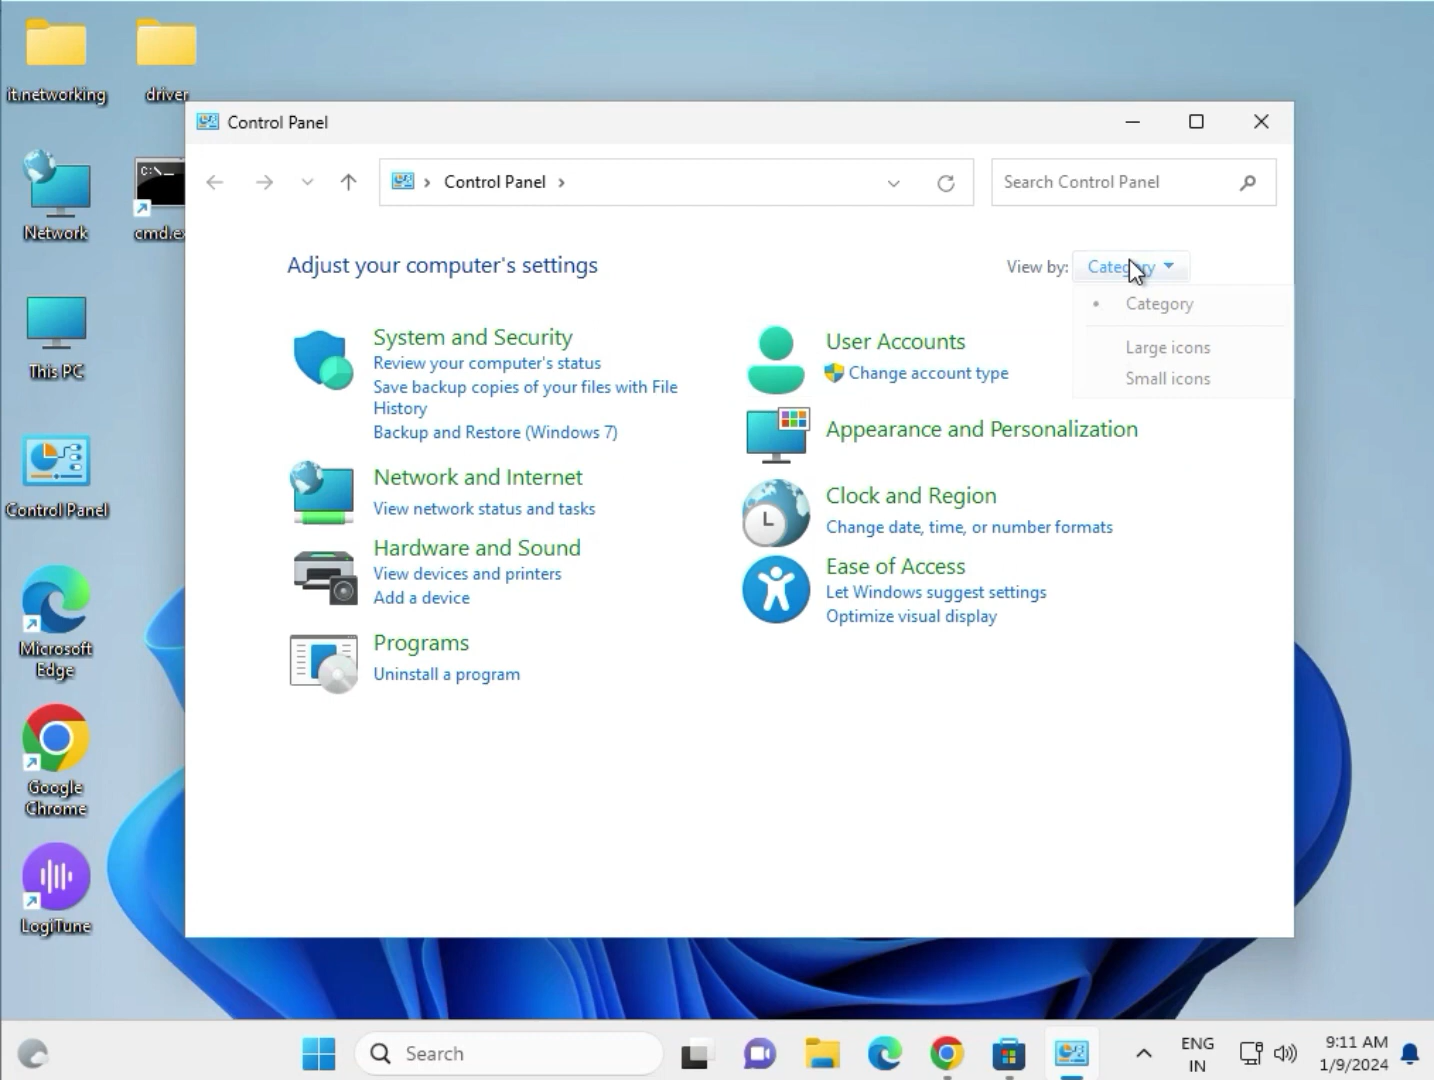 it.networking
driver
Control Panel
Control Panel
Search Control Panel
Network
C:\_
Adjust your computer's settings
View by:
Category
Category
Large icons
Small icons
System and Security
Review your computer's status
Save backup copies of your files with File
History
Backup and Restore (Windows 7)
User Accounts
Change account type
This PC
Appearance and Personalization
Network and Internet
View network status and tasks
Clock and Region
Change date, time, or number formats
Control Panel
Hardware and Sound
View devices and printers
Add a device
Ease of Access
Let Windows suggest settings
Optimize visual display
Programs
Uninstall a program
Microsoft
Edge
Google
Chrome
LogiTune
Search
ENG
IN
9:11 AM
1/9/2024